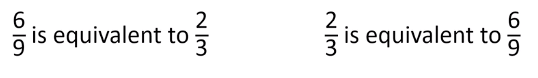 6/9 is equivalent to 2/3 2/3 is equivalent to 6/9